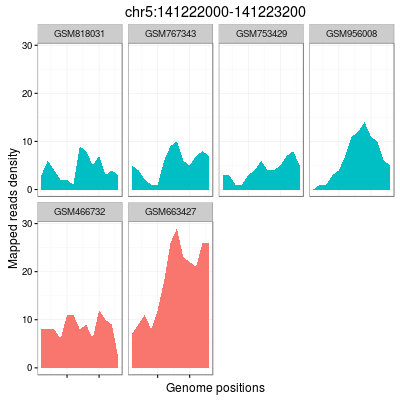 chr5:141222000-141223200
GSM818031 GSM767343 GSM753429 GSM956008
30
20
10
0
GSM466732 GSM663427
30
20
10
0
Mapped reads density
Genome positions